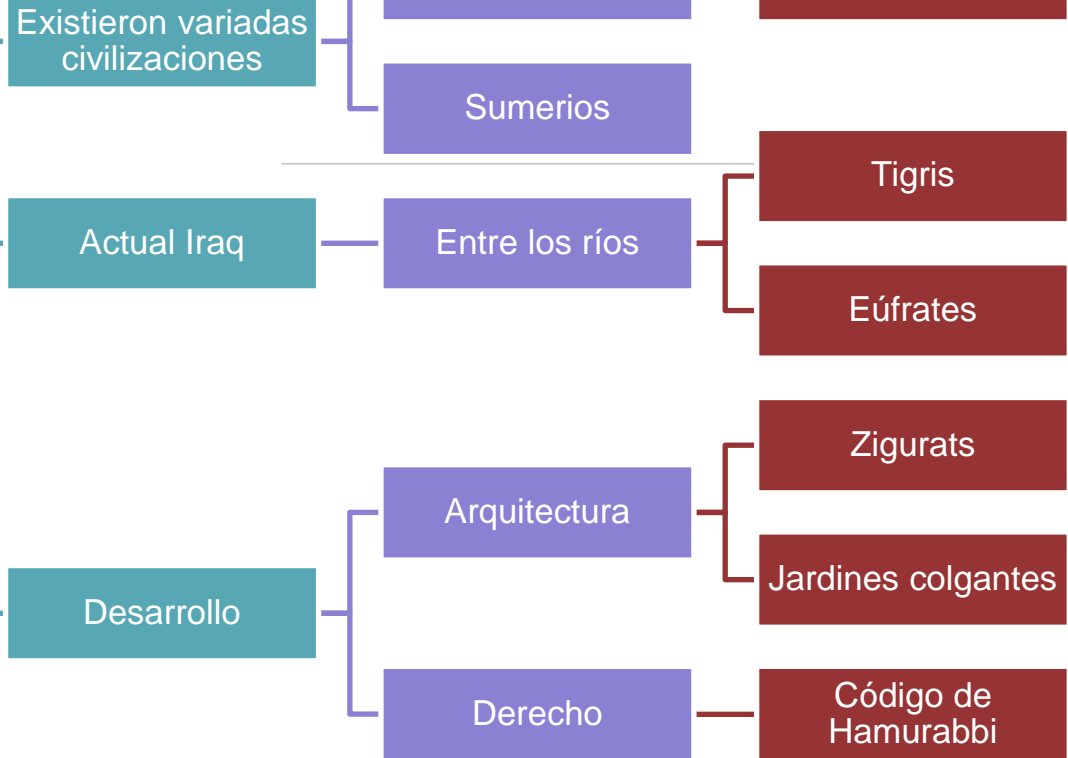 Existieron variadas
civilizaciones
Sumerios
Actual Iraq
Entre los ríos
Tigris
Eúfrates
Desarrollo
Arquitectura
Zigurats
Jardines colgantes
Derecho
Código de
Hamurabbi